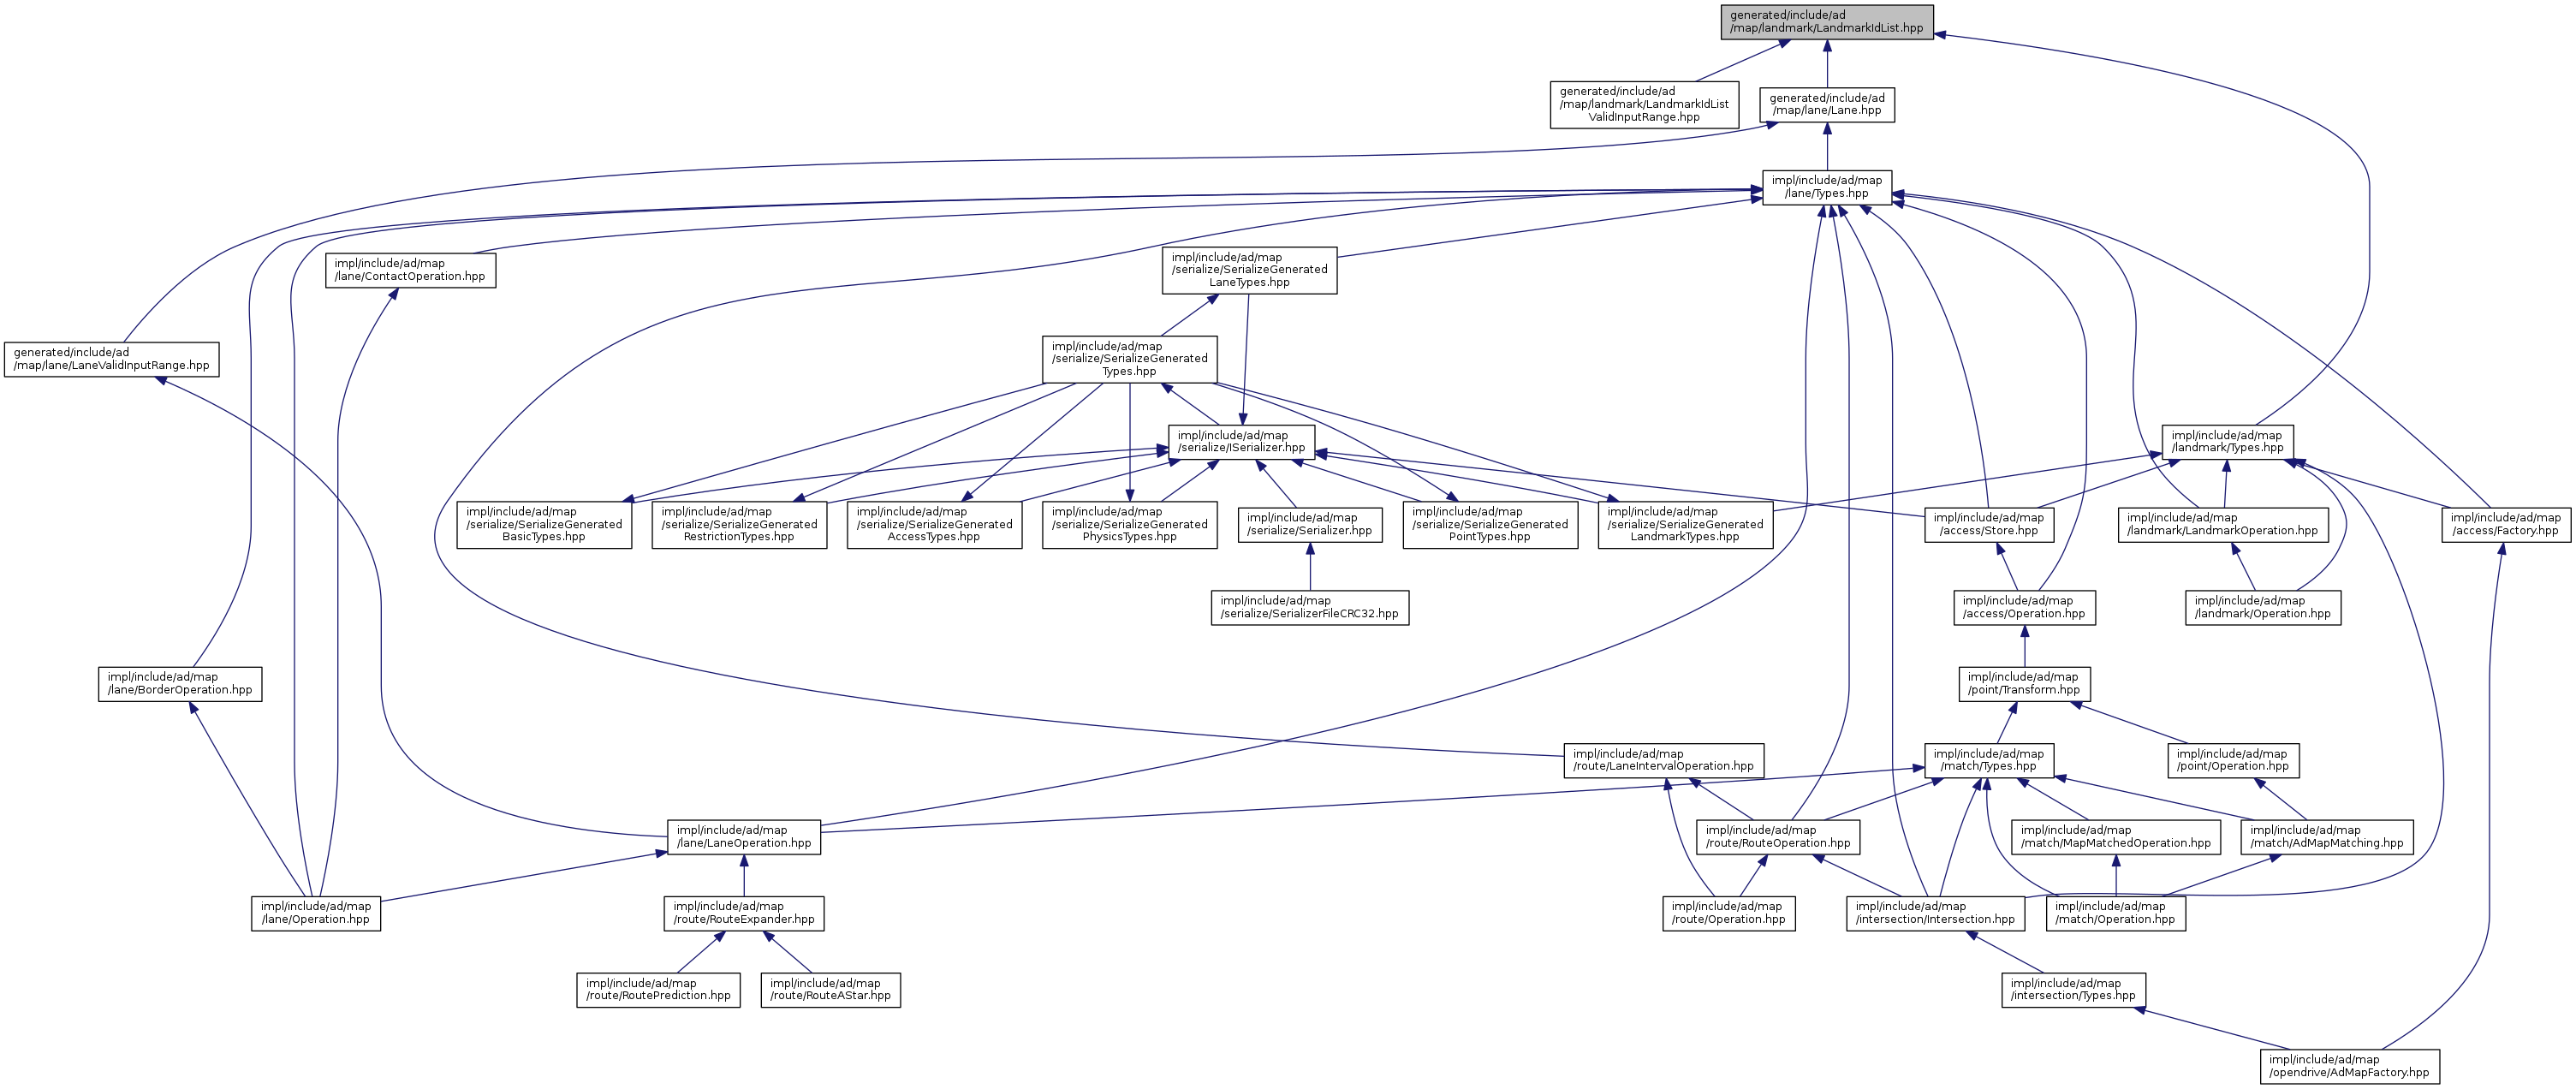 generated/include/ad
/map/landmark/LandmarkIdList.hpp
generated/include/ad
/map/landmark/LandmarkIdList
ValidInputRange.hpp
generated/include/ad
/map/lane/Lane.hpp
impl/include/ad/map
/lane/Types.hpp
impl/include/ad/map
/lane/ContactOperation.hpp
impl/include/ad/map
/serialize/SerializeGenerated
LaneTypes.hpp
generated/include/ad
/map/lane/LaneValidInputRange.hpp
impl/include/ad/map
/serialize/SerializeGenerated
Types.hpp
impl/include/ad/map
/serialize/ISerializer.hpp
impl/include/ad/map
/landmark/Types.hpp
impl/include/ad/map
/serialize/SerializeGenerated
BasicTypes.hpp
impl/include/ad/map
/serialize/SerializeGenerated
RestrictionTypes.hpp
impl/include/ad/map
/serialize/SerializeGenerated
AccessTypes.hpp
impl/include/ad/map
/serialize/SerializeGenerated
PhysicsTypes.hpp
impl/include/ad/map
/serialize/Serializer.hpp
impl/include/ad/map
/serialize/SerializeGenerated
PointTypes.hpp
impl/include/ad/map
/serialize/SerializeGenerated
LandmarkTypes.hpp
impl/include/ad/map
/access/Store.hpp
impl/include/ad/map
/landmark/LandmarkOperation.hpp
impl/include/ad/map
/access/Factory.hpp
impl/include/ad/map
/serialize/SerializerFileCRC32.hpp
impl/include/ad/map
/access/Operation.hpp
impl/include/ad/map
/landmark/Operation.hpp
impl/include/ad/map
/lane/BorderOperation.hpp
impl/include/ad/map
/point/Transform.hpp
impl/include/ad/map
/route/LaneIntervalOperation.hpp
impl/include/ad/map
/match/Types.hpp
impl/include/ad/map
/point/Operation.hpp
impl/include/ad/map
/lane/LaneOperation.hpp
impl/include/ad/map
/route/RouteOperation.hpp
impl/include/ad/map
/match/MapMatchedOperation.hpp
impl/include/ad/map
/match/AdMapMatching.hpp
impl/include/ad/map
/lane/Operation.hpp
impl/include/ad/map
/route/RouteExpander.hpp
impl/include/ad/map
/route/Operation.hpp
impl/include/ad/map
/intersection/Intersection.hpp
impl/include/ad/map
/match/Operation.hpp
impl/include/ad/map
/route/RoutePrediction.hpp
impl/include/ad/map
/route/RouteAStar.hpp
impl/include/ad/map
/intersection/Types.hpp
impl/include/ad/map
/opendrive/AdMapFactory.hpp